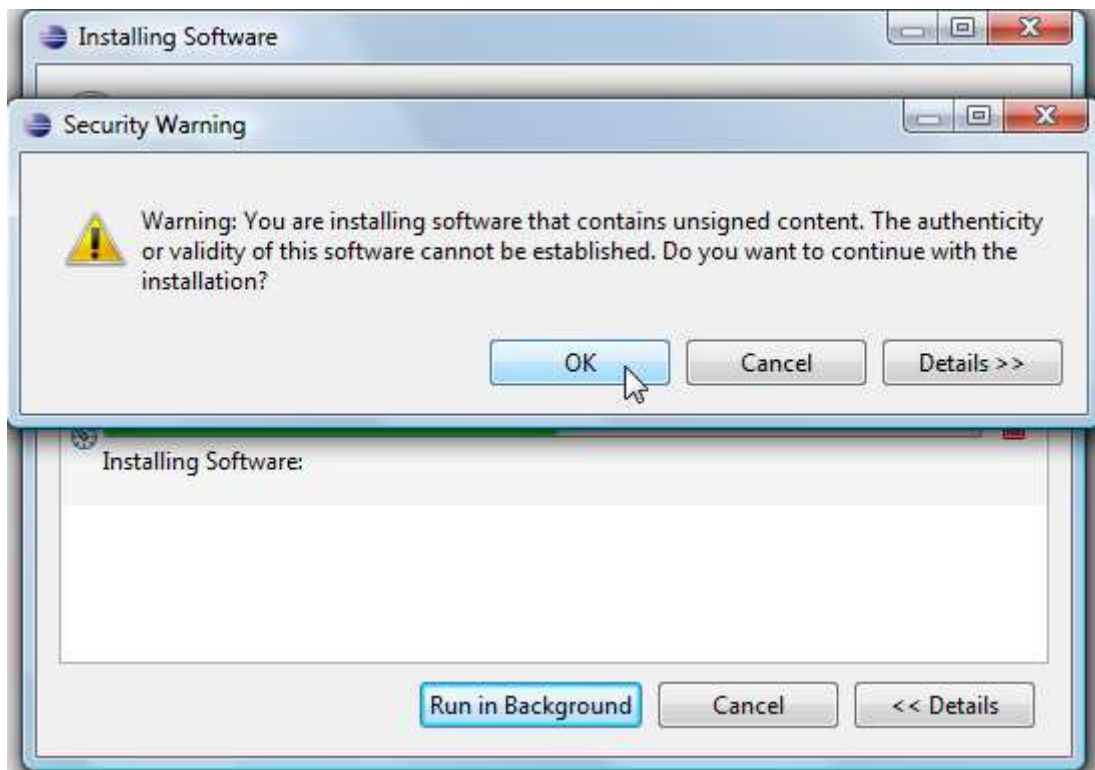 Installing Software
Security Warning
Warning: You are installing software that contains unsigned content. The authenticity
or validity of this software cannot be established. Do you want to continue with the
installation?
OK Cancel Details >>
Installing Software:
Run in Background Cancel << Details